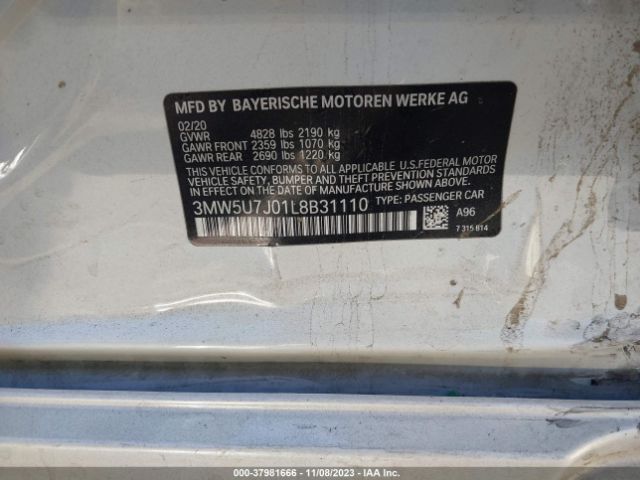 MFD BY BAYERISCHE MOTOREN WERKE AG
02/20
GVWR 4828 lbs 2190 kg
GAWR FRONT 2359 lbs 1070 kg
GAWR REAR 2690 lbs 1220 kg
THIS VEHICLE CONFORMS TO ALL APPLICABLE U.S.FEDERAL MOTOR
VEHICLE SAFETY, BUMPER AND THEFT PREVENTION STANDARDS
IN EFFECT ON THE DATE OF MANUFACTURE SHOWN ABOVE.
3MW5U7J01L8B31110 TYPE: PASSENGER CAR
A96
7 315 814
000-37981666 - 11/08/2023 - IAA Inc.